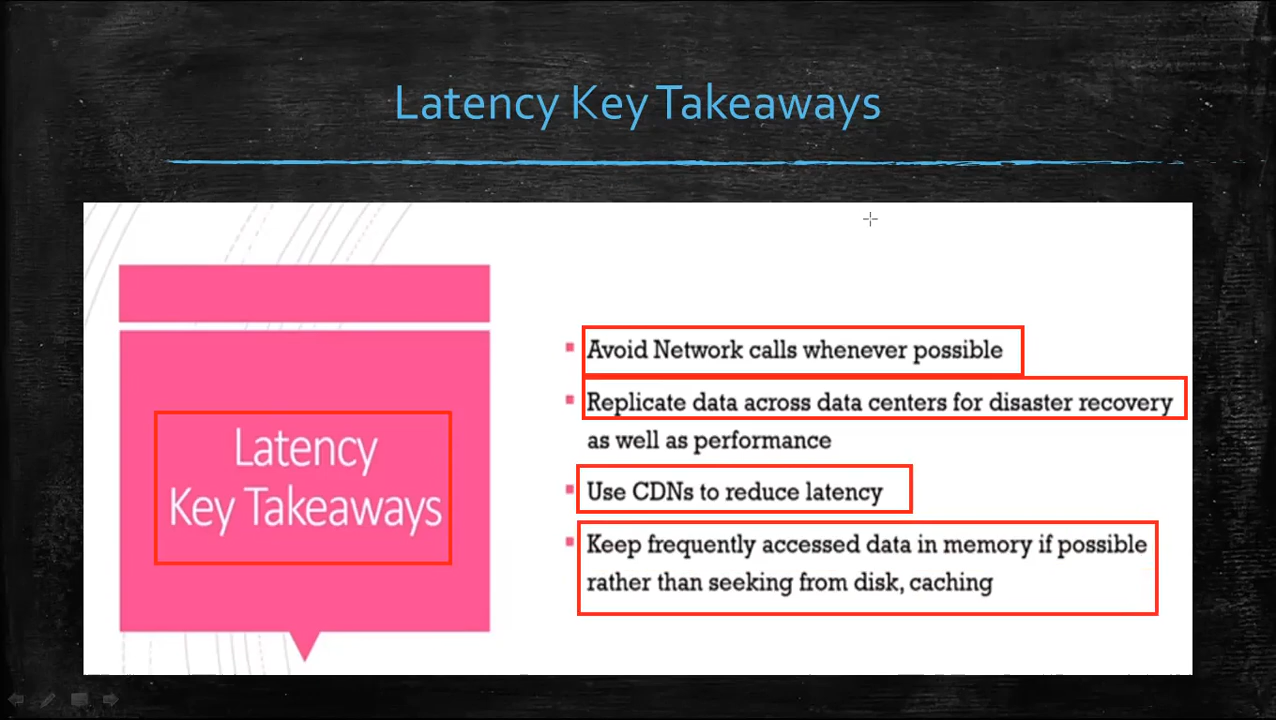 Latency Key Takeaways
Latency
Key Takeaways
Avoid Network calls whenever possible
Replicate data across data centers for disaster recovery
as well as performance
Use CDNs to reduce latency
Keep frequently accessed data in memory if possible
rather than seeking from disk, caching